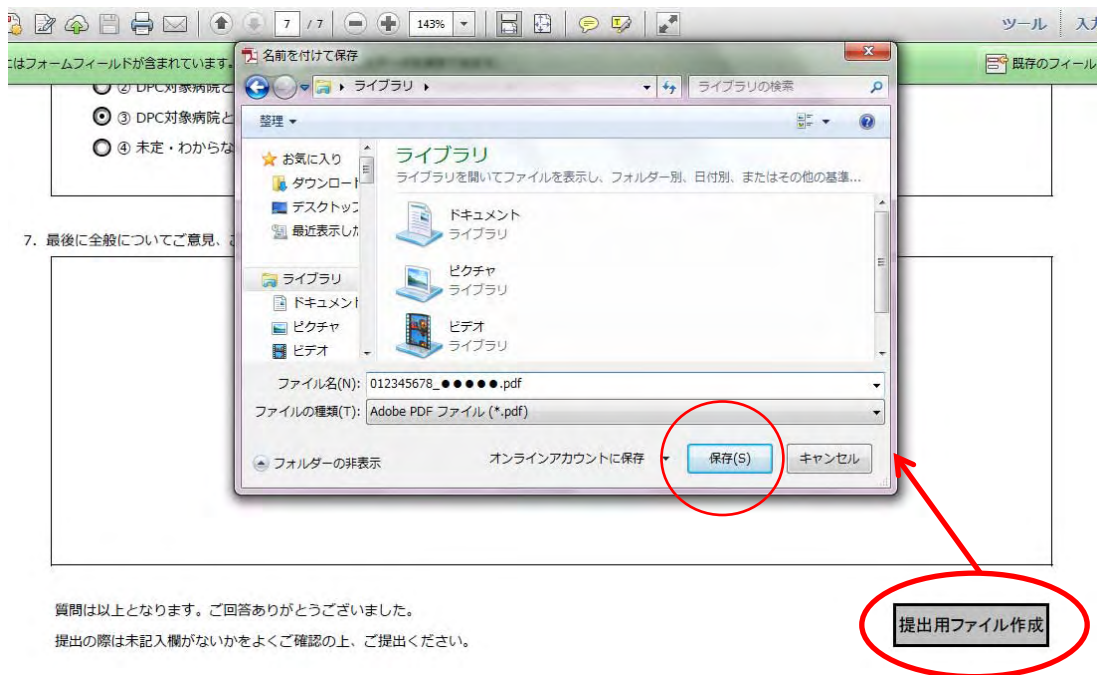 7 / 7 143% ツール
名前を付けて保存
にはフォームフィールドが含まれています。 既存のフィール
ライブラリ ライブラリの検索
② DPC対象病院と
整理
③ DPC対象病院と
④ 未定・わからな
お気に入り
ダウンロード
デスクトップ
最近表示した
ライブラリ
ドキュメント
ピクチャ
ビデオ
ライブラリ
ライブラリを開いてファイルを表示し、フォルダー別、日付別、またはその他の基準...
ドキュメント
ライブラリ
ピクチャ
ライブラリ
ビデオ
ライブラリ
7. 最後に全般についてご意見、
ファイル名(N): 012345678_●●●●●.pdf
ファイルの種類(T): Adobe PDF ファイル (*.pdf)
フォルダーの非表示 オンラインアカウントに保存 保存(S) キャンセル
質問は以上となります。ご回答ありがとうございました。
提出の際は未記入欄がないかをよくご確認の上、ご提出ください。
提出用ファイル作成